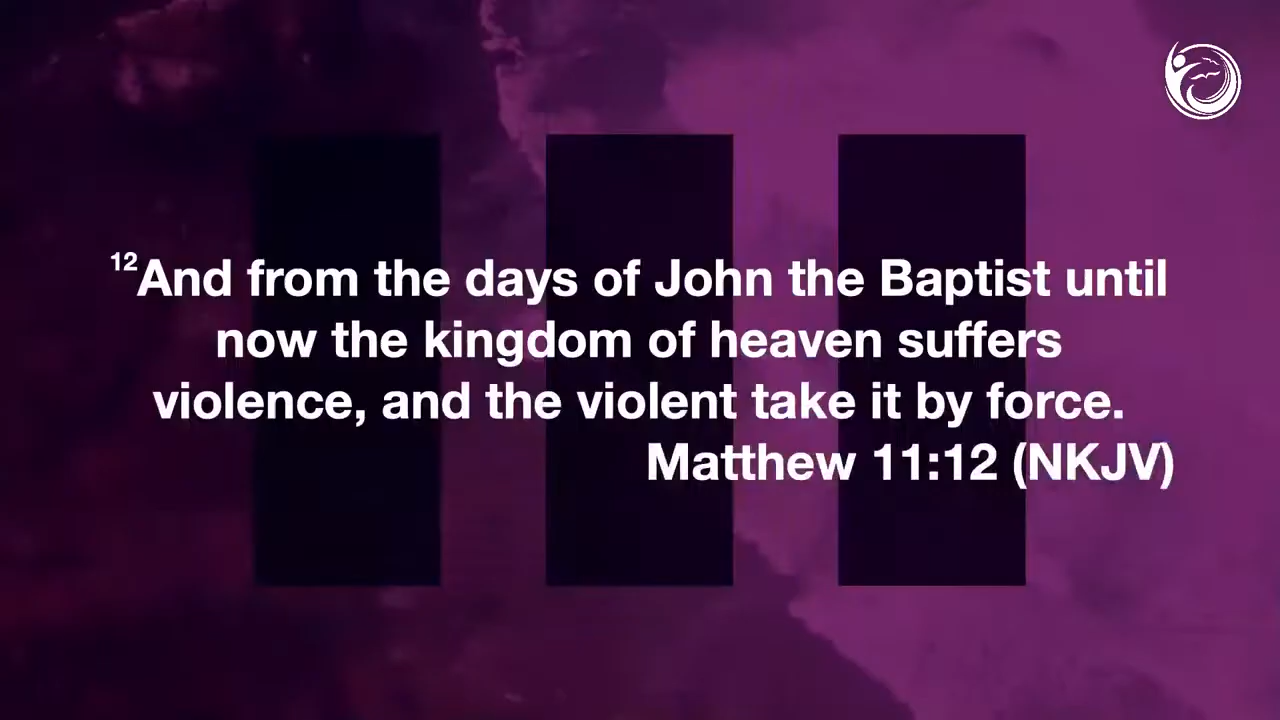 12And from the days of John the Baptist until
now the kingdom of heaven suffers
violence, and the violent take it by force.
Matthew 11:12 (NKJV)